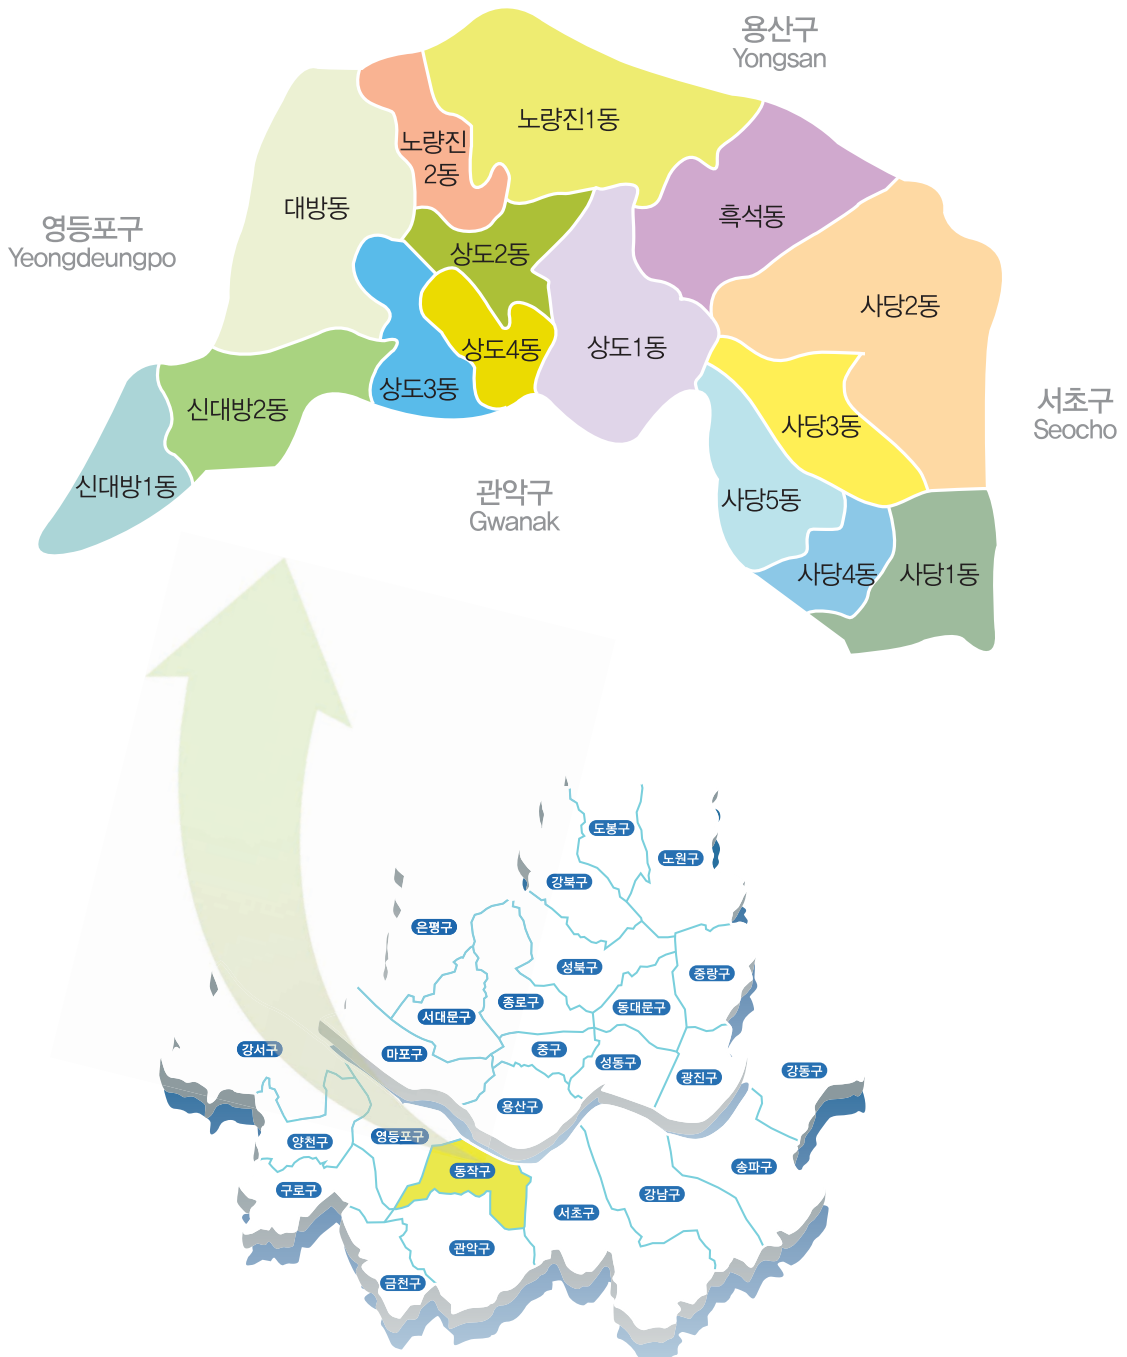 용산구
Yongsan
노량진1동
노량진
2동
대방동
흑석동
영등포구
Yeongdeungpo
상도2동
사당2동
상도4동
상도1동
상도3동
신대방2동
사당3동
서초구
Seocho
신대방1동
관악구
Gwanak
사당5동
사당4동
사당1동
도봉구
노원구
강북구
은평구
성북구
중랑구
종로구
동대문구
서대문구
강서구
마포구
중구
성동구
광진구
강동구
용산구
양천구
영등포구
동작구
송파구
구로구
강남구
서초구
관악구
금천구